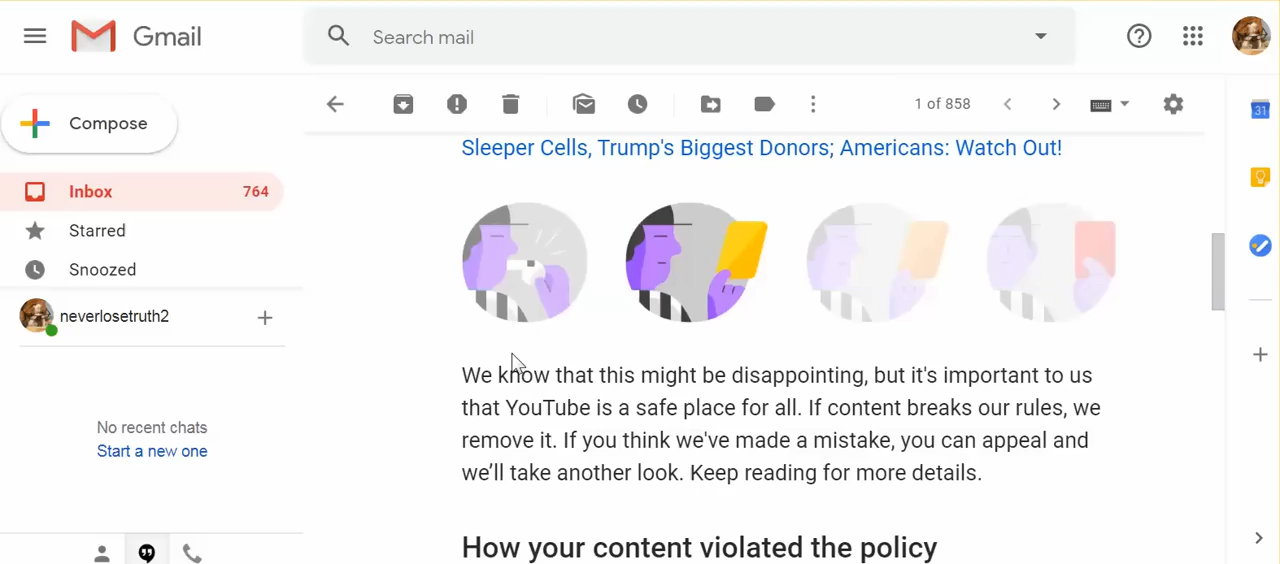 Gmail
Search mail
Compose
1 of 858
31
Inbox 764
Starred
Snoozed
neverlosetruth2
No recent chats
Start a new one
Sleeper Cells, Trump's Biggest Donors; Americans: Watch Out!
We know that this might be disappointing, but it's important to us
that YouTube is a safe place for all. If content breaks our rules, we
remove it. If you think we've made a mistake, you can appeal and
we’ll take another look. Keep reading for more details.
How your content violated the policy